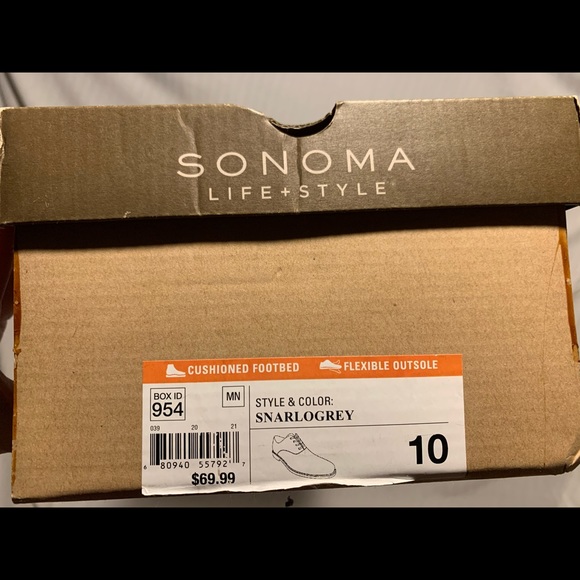 SONOMA
LIFE+STYLE
CUSHIONED FOOTBED FLEXIBLE OUTSOLE
BOX ID
954
MN
STYLE & COLOR:
SNARLOGREY
039 20 21
6 80940 55792 7
$69.99
10